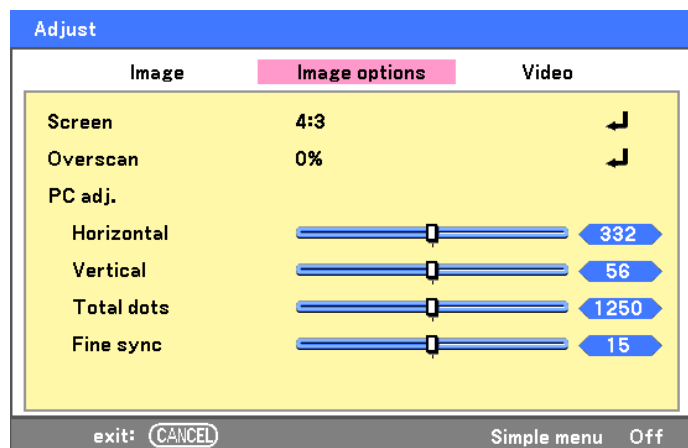 Adjust
Image Image options Video
Screen 4:3
Overscan 0%
PC adj.
Horizontal 332
Vertical 56
Total dots 1250
Fine sync 15
exit: CANCEL Simple menu Off